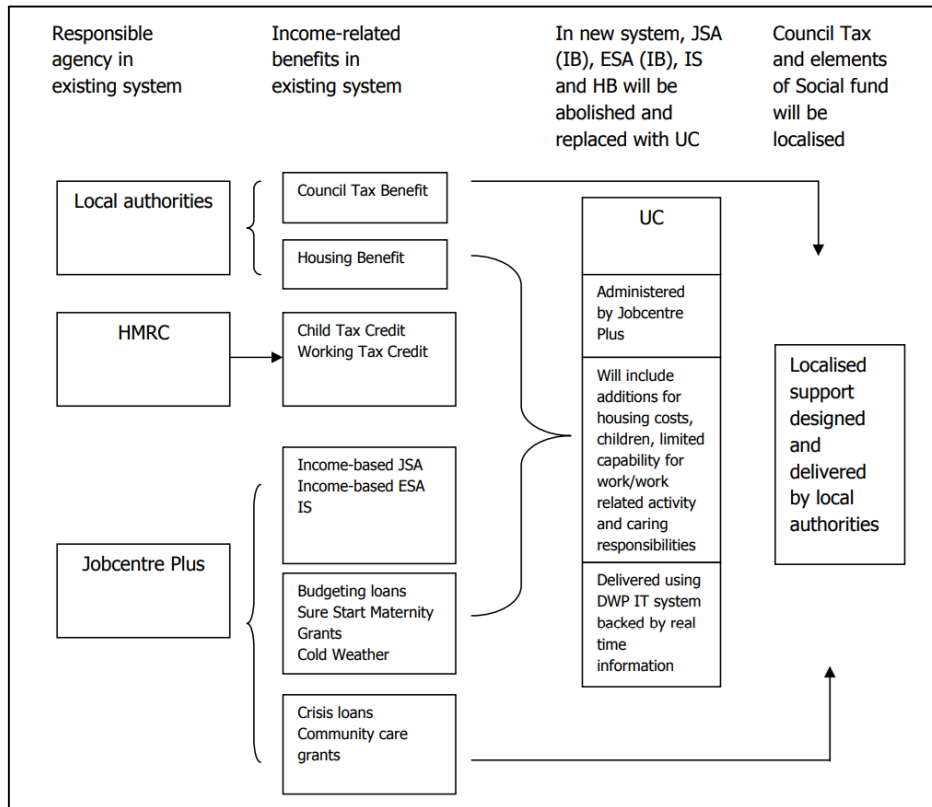 Responsible
agency in
existing system
Income-related
benefits in
existing system
In new system, JSA
(IB), ESA (IB), IS
and HB will be
abolished and
replaced with UC
Council Tax
and elements
of Social fund
will be
localised
Local authorities
Council Tax Benefit
Housing Benefit
HMRC
Child Tax Credit
Working Tax Credit
Jobcentre Plus
Income-based JSA
Income-based ESA
IS
Budgeting loans
Sure Start Maternity
Grants
Cold Weather
Crisis loans
Community care
grants
UC
Administered
by Jobcentre
Plus
Will include
additions for
housing costs,
children, limited
capability for
work/work
related activity
and caring
responsibilities
Delivered using
DWP IT system
backed by real
time
information
Localised
support
designed
and
delivered
by local
authorities